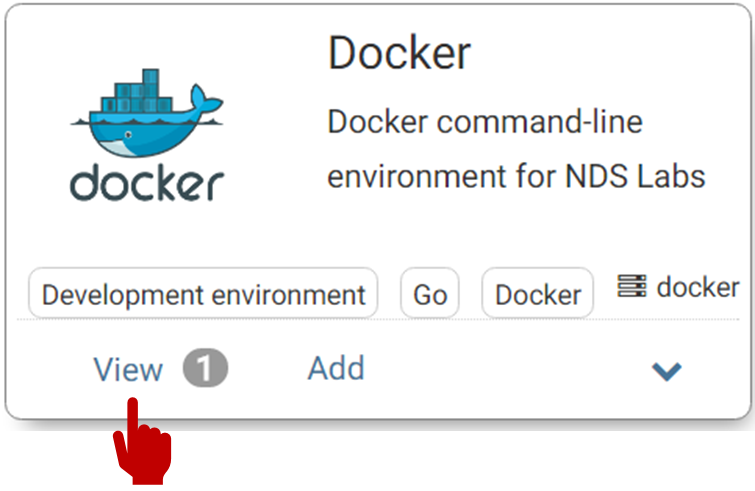 Docker
Docker command-line
environment for NDS Labs
docker
Development environment Go Docker docker
View 1 Add